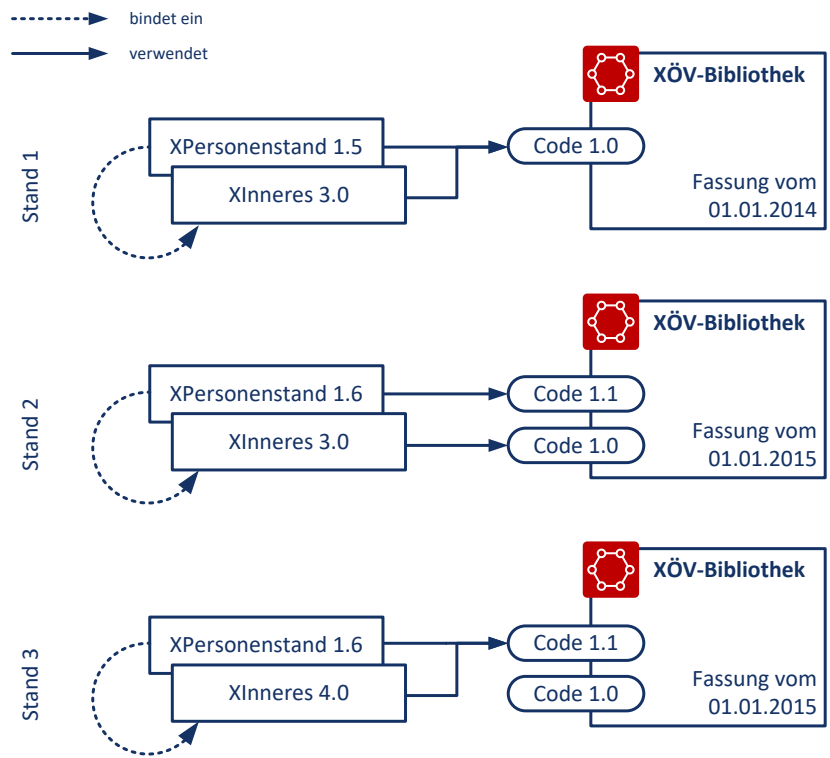 bindet ein
verwendet
Stand 1
XPersonenstand 1.5
XInneres 3.0
Code 1.0
XÖV-Bibliothek
Fassung vom
01.01.2014
Stand 2
XPersonenstand 1.6
XInneres 3.0
Code 1.1
Code 1.0
XÖV-Bibliothek
Fassung vom
01.01.2015
Stand 3
XPersonenstand 1.6
XInneres 4.0
Code 1.1
Code 1.0
XÖV-Bibliothek
Fassung vom
01.01.2015